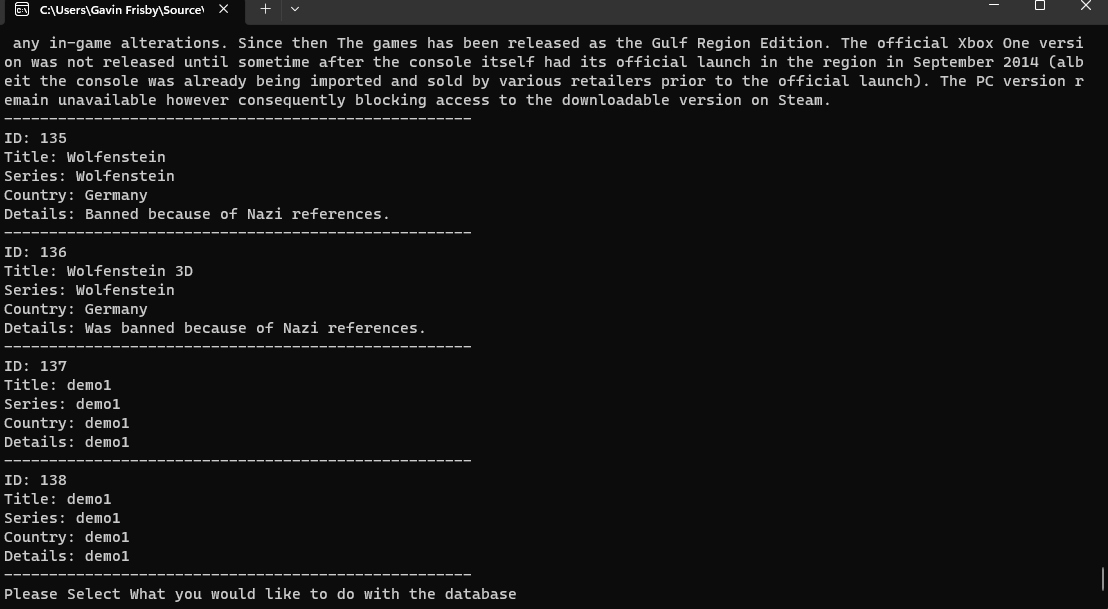 C:\Users\Gavin Frisby\Source\
any in-game alterations. Since then The games has been released as the Gulf Region Edition. The official Xbox One versi
on was not released until sometime after the console itself had its official launch in the region in September 2014 (alb
eit the console was already being imported and sold by various retailers prior to the official launch). The PC version r
emain unavailable however consequently blocking access to the downloadable version on Steam.
----------------------------------------------------
ID: 135
Title: Wolfenstein
Series: Wolfenstein
Country: Germany
Details: Banned because of Nazi references.
----------------------------------------------------
ID: 136
Title: Wolfenstein 3D
Series: Wolfenstein
Country: Germany
Details: Was banned because of Nazi references.
----------------------------------------------------
ID: 137
Title: demo1
Series: demo1
Country: demo1
Details: demo1
----------------------------------------------------
ID: 138
Title: demo1
Series: demo1
Country: demo1
Details: demo1
----------------------------------------------------
Please Select What you would like to do with the database